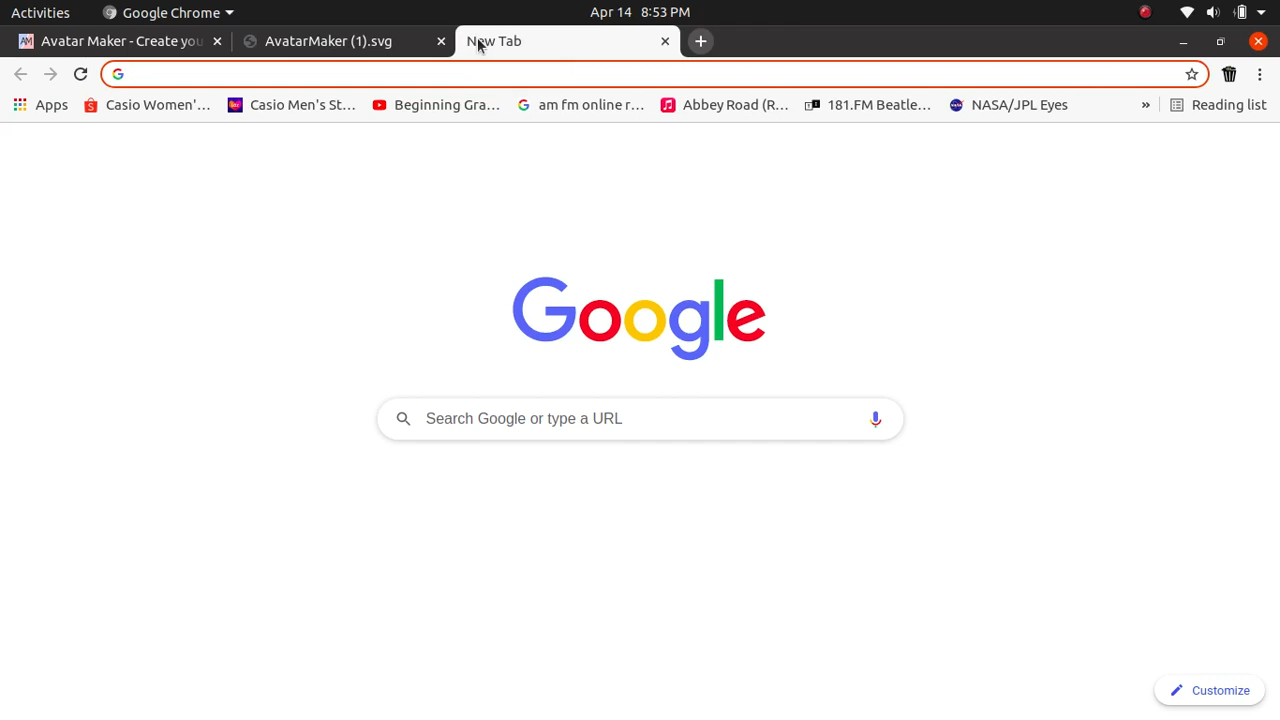 Activities Google Chrome Apr 14 8:53 PM
Avatar Maker - Create you AvatarMaker (1).svg New Tab
Apps Casio Women'... Casio Men's St... Beginning Gra... am fm online r... Abbey Road (R... 181.FM Beatle... NASA/JPL Eyes » Reading list
Google
Search Google or type a URL
Customize